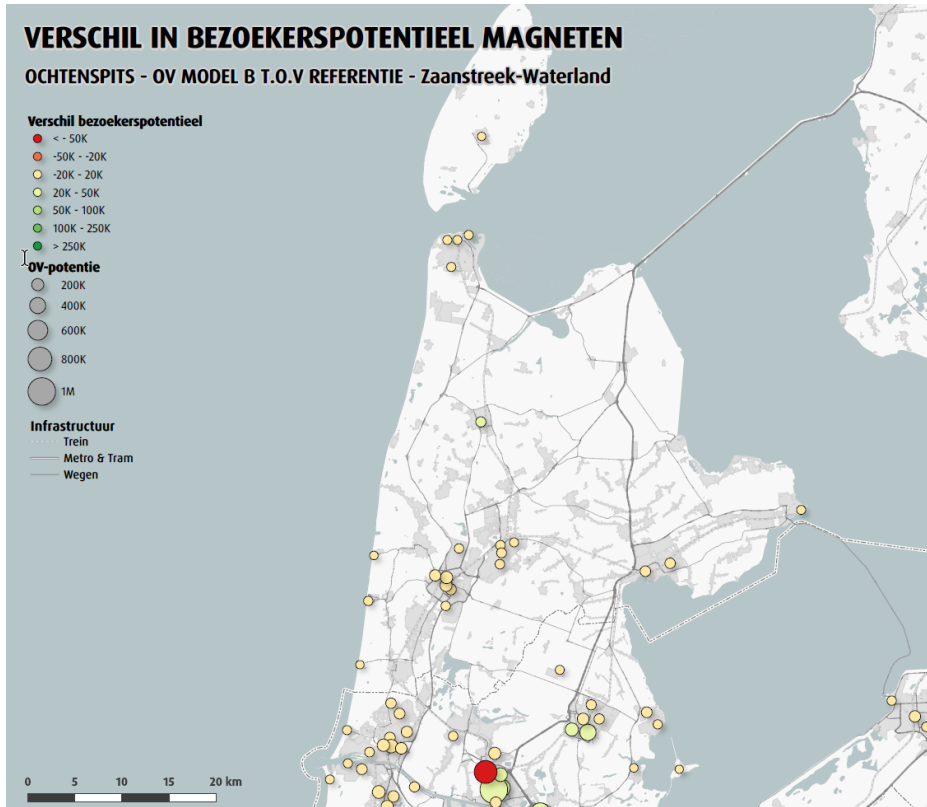 VERSCHIL IN BEZOEKERSPOTENTIEEL MAGNETEN
OCHTENSPITS - OV MODEL B T.O.V REFERENTIE - Zaanstreek-Waterland
Verschil bezoekerspotentieel
< - 50K
-50K - -20K
-20K - 20K
20K - 50K
50K - 100K
100K - 250K
> 250K
OV-potentie
200K
400K
600K
800K
1M
Infrastructuur
Trein
Metro & Tram
Wegen
0 5 10 15 20 km